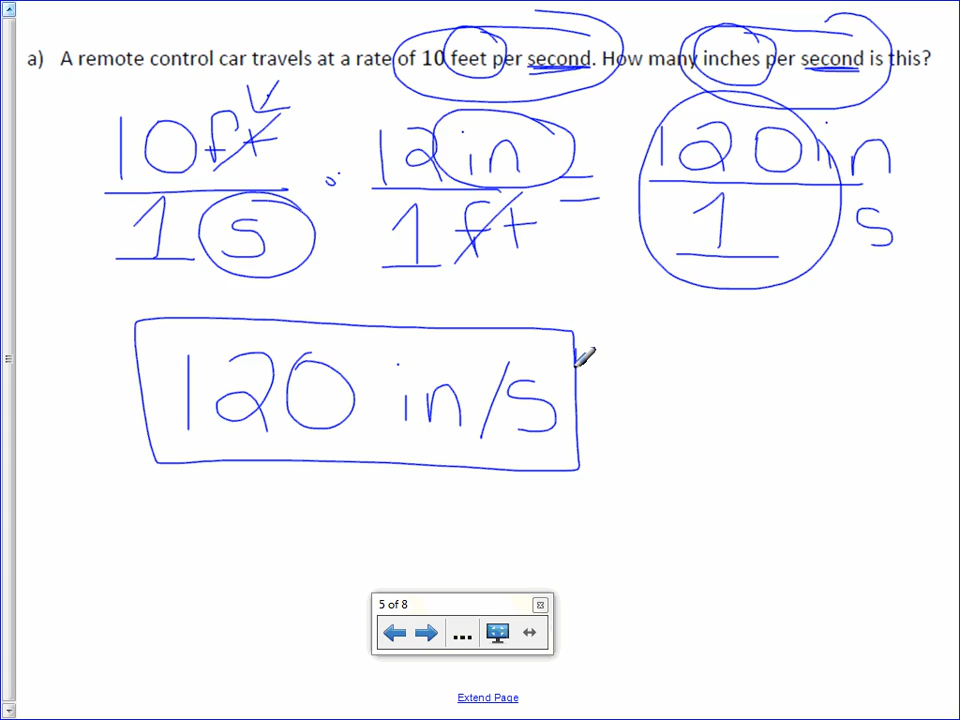 a) A remote control car travels at a rate of 10 feet per second. How many inches per second is this?
10 ft · 12 in = 120 in
1 s 1 ft 1 s
120 in/s
5 of 8
...
Extend Page